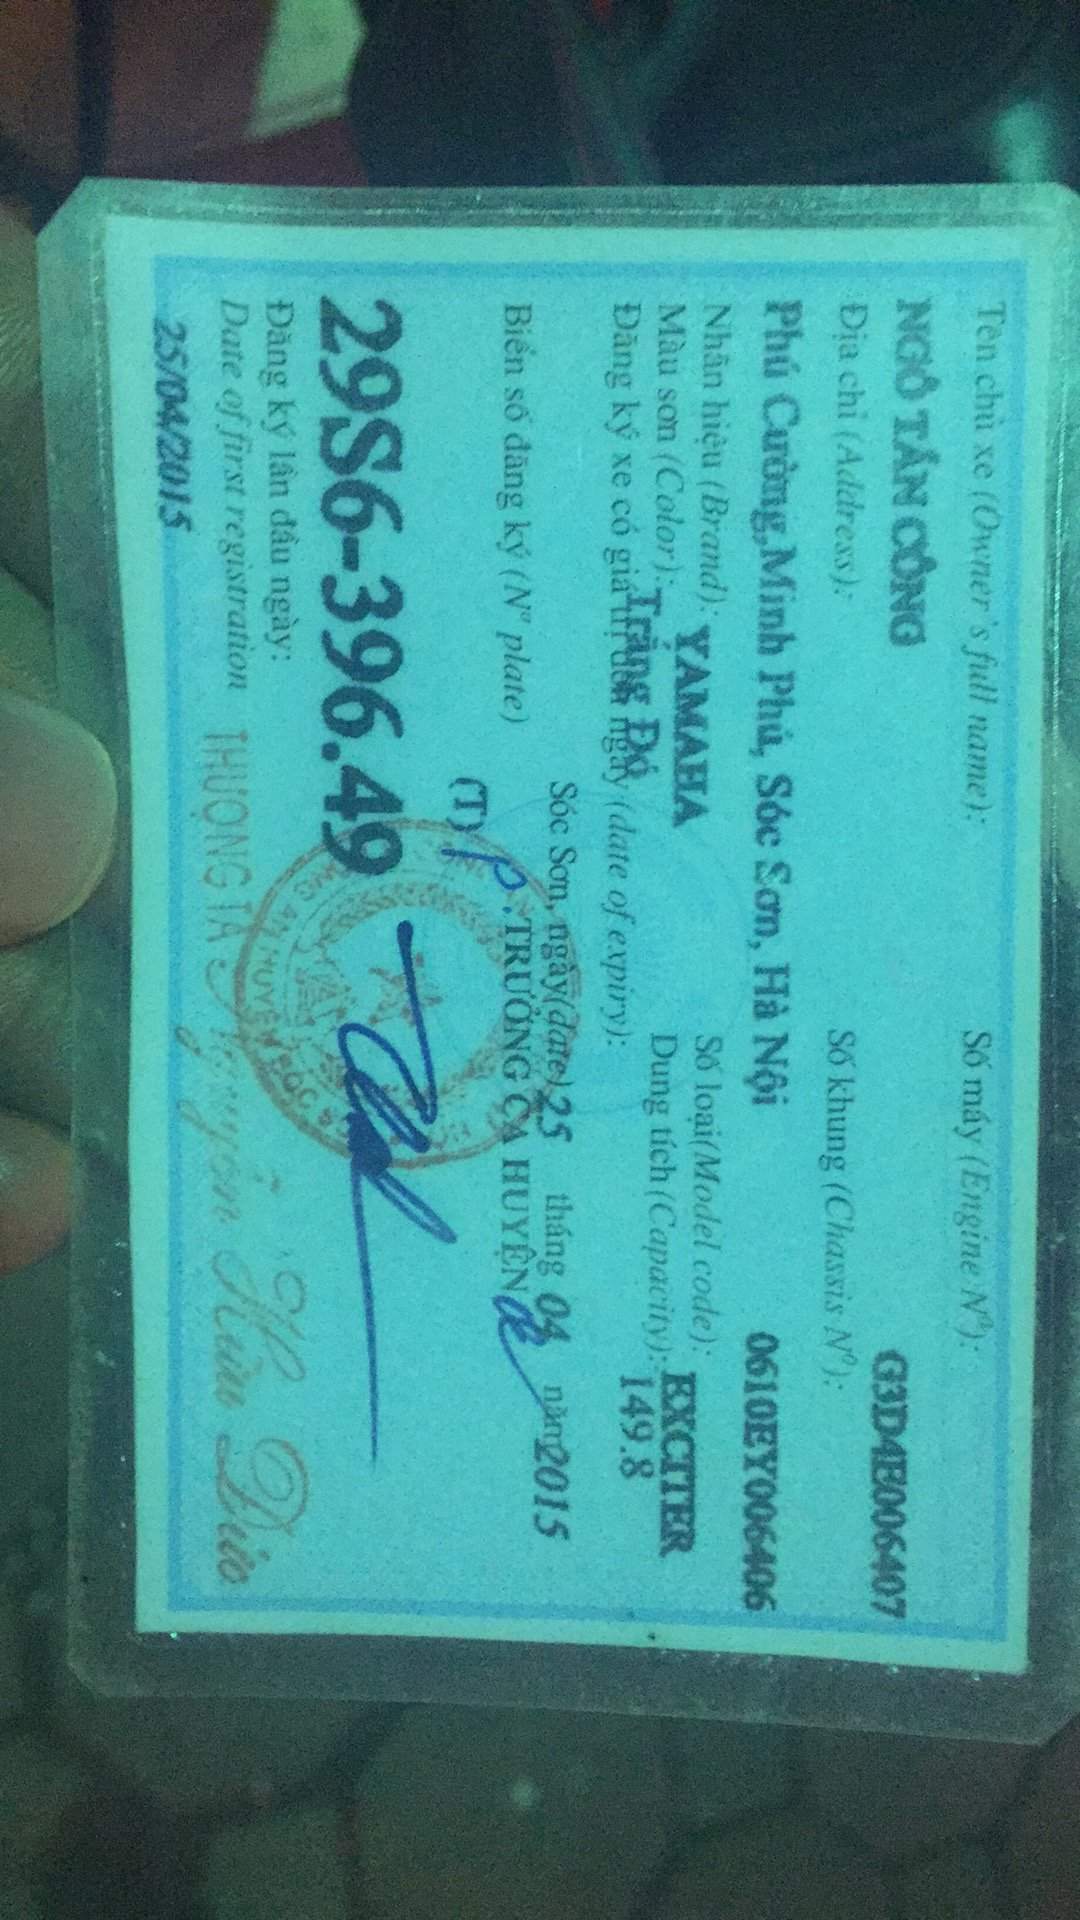 Tên chủ xe (Owner's full name): Số máy (Engine Nº):
NGÔ TẤN CÔNG G3D4E006407
Địa chỉ (Address): Số khung (Chassis Nº):
Phú Cường,Minh Phú, Sóc Sơn, Hà Nội 0610EY006406
Nhãn hiệu (Brand): YAMAHA Số loại(Model code): EXCITER
Màu sơn (Color): Trắng Đỏ Dung tích(Capacity): 149.8
Đăng ký xe có giá trị đến ngày (date of expiry):
Sóc Sơn, ngày(date) 25 tháng 04 năm 2015
Biển số đăng ký (Nº plate) P. TRƯỞNG CA HUYỆN
(T)
29S6-396.49
Đăng ký lần đầu ngày:
Date of first registration THƯỢNG TÁ Nguyễn Hữu
25/04/2015